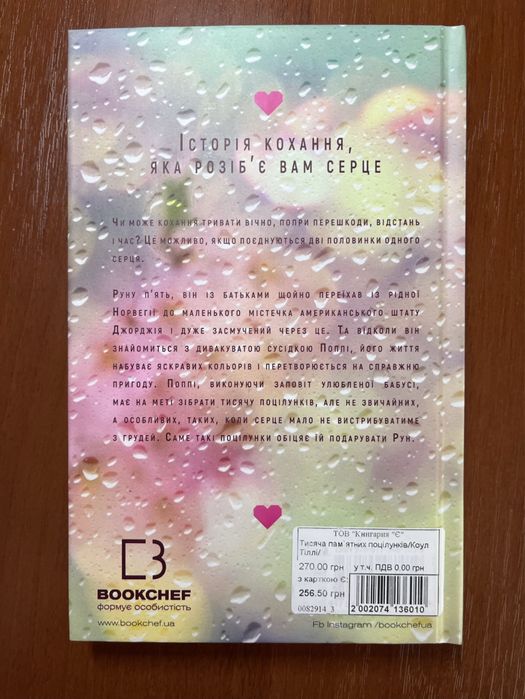 Історія кохання,
яка розіб'є вам серце
Чи може кохання тривати вічно, попри перешкоди, відстань
і час? Це можливо, якщо поєднуються дві половинки одного
серця.
Руну п'ять, він із батьками щойно переїхав із рідної
Норвегії до маленького містечка американського штату
Джорджія і дуже засмучений через це. Та відколи він
знайомиться з дивакуватою сусідкою Поппі, його життя
набуває яскравих кольорів і перетворюється на справжню
пригоду. Поппі, виконуючи заповіт улюбленої бабусі,
має на меті зібрати тисячу поцілунків, але не звичайних,
а особливих, таких, коли серце мало не вистрибуватиме
з грудей. Саме такі поцілунки обіцяє їй подарувати Рун.
BOOKCHEF
формує особистість
www.bookchef.ua
ТОВ "Книгарня "Є"
Тисяча пам'ятних поцілунків/Коул
Тіллі/
270.00 грн у т.ч. ПДВ 0.00 грн
з карткою Є:
256.50 грн
0082914_3 2 002074 136010
Fb Instagram /bookchefua